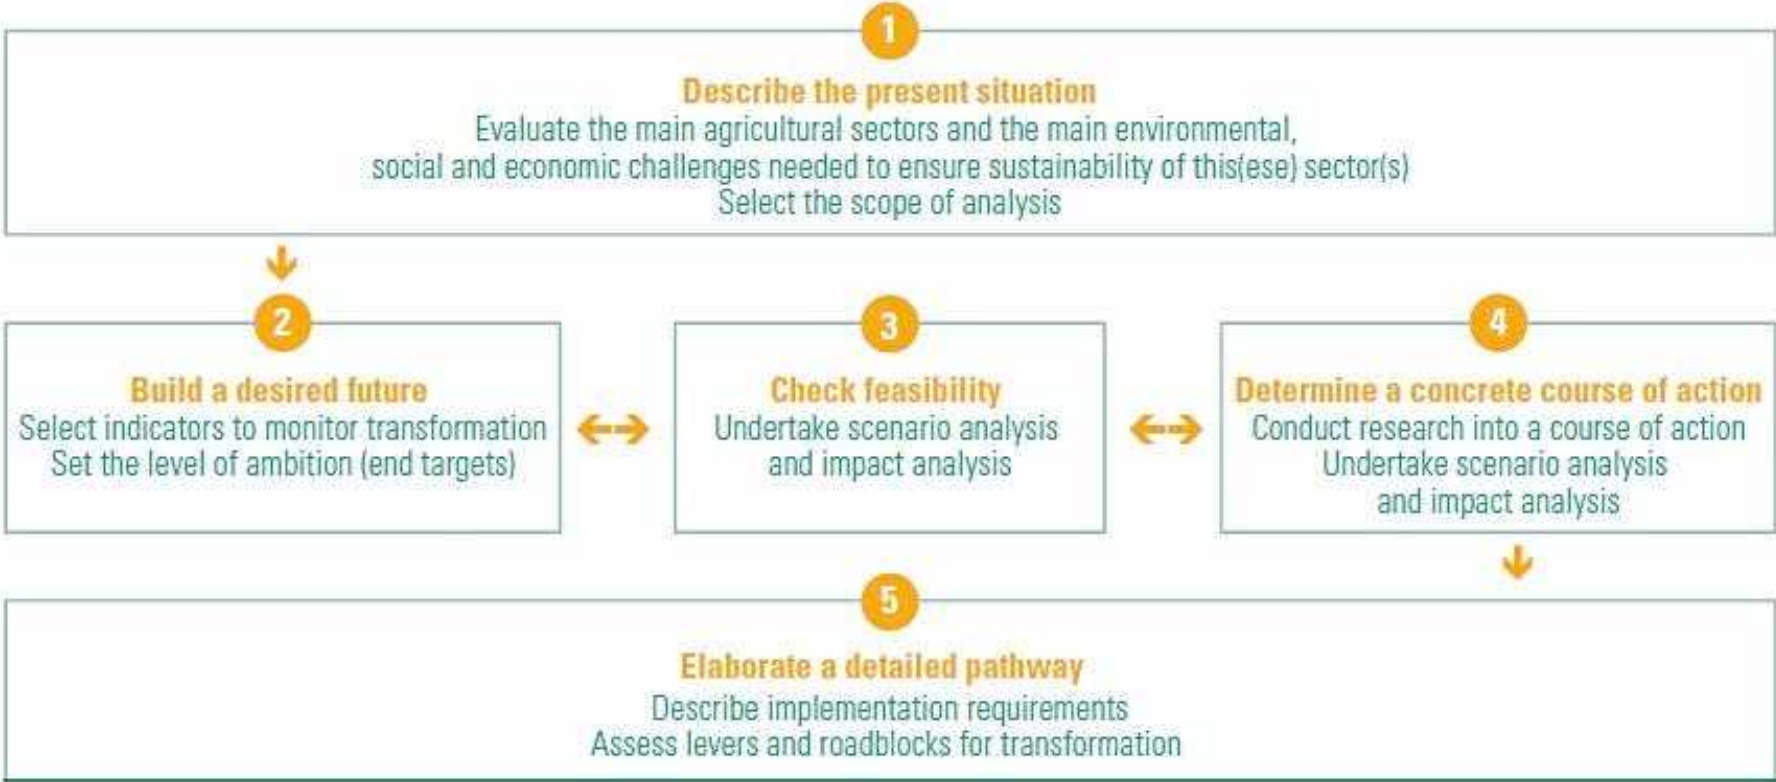 1
Describe the present situation
Evaluate the main agricultural sectors and the main environmental,
social and economic challenges needed to ensure sustainability of this(ese) sector(s)
Select the scope of analysis
2
Build a desired future
Select indicators to monitor transformation
Set the level of ambition (end targets)
3
Check feasibility
Undertake scenario analysis
and impact analysis
4
Determine a concrete course of action
Conduct research into a course of action
Undertake scenario analysis
and impact analysis
5
Elaborate a detailed pathway
Describe implementation requirements
Assess levers and roadblocks for transformation